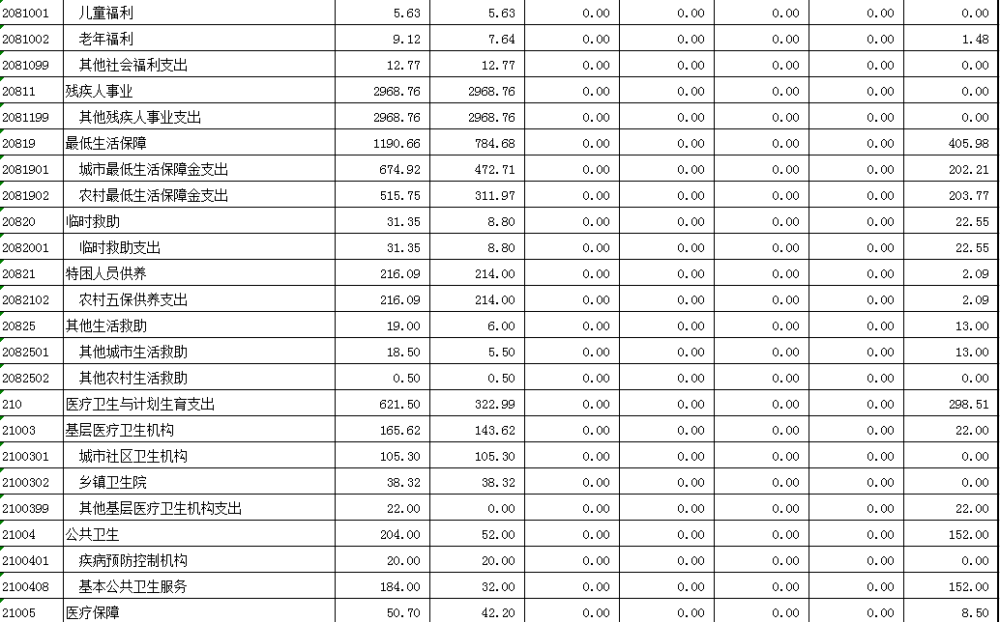 2081001 儿童福利 5.63 5.63 0.00 0.00 0.00 0.00 0.00
2081002 老年福利 9.12 7.64 0.00 0.00 0.00 0.00 1.48
2081099 其他社会福利支出 12.77 12.77 0.00 0.00 0.00 0.00 0.00
20811 残疾人事业 2968.76 2968.76 0.00 0.00 0.00 0.00 0.00
2081199 其他残疾人事业支出 2968.76 2968.76 0.00 0.00 0.00 0.00 0.00
20819 最低生活保障 1190.66 784.68 0.00 0.00 0.00 0.00 405.98
2081901 城市最低生活保障金支出 674.92 472.71 0.00 0.00 0.00 0.00 202.21
2081902 农村最低生活保障金支出 515.75 311.97 0.00 0.00 0.00 0.00 203.77
20820 临时救助 31.35 8.80 0.00 0.00 0.00 0.00 22.55
2082001 临时救助支出 31.35 8.80 0.00 0.00 0.00 0.00 22.55
20821 特困人员供养 216.09 214.00 0.00 0.00 0.00 0.00 2.09
2082102 农村五保供养支出 216.09 214.00 0.00 0.00 0.00 0.00 2.09
20825 其他生活救助 19.00 6.00 0.00 0.00 0.00 0.00 13.00
2082501 其他城市生活救助 18.50 5.50 0.00 0.00 0.00 0.00 13.00
2082502 其他农村生活救助 0.50 0.50 0.00 0.00 0.00 0.00 0.00
210 医疗卫生与计划生育支出 621.50 322.99 0.00 0.00 0.00 0.00 298.51
21003 基层医疗卫生机构 165.62 143.62 0.00 0.00 0.00 0.00 22.00
2100301 城市社区卫生机构 105.30 105.30 0.00 0.00 0.00 0.00 0.00
2100302 乡镇卫生院 38.32 38.32 0.00 0.00 0.00 0.00 0.00
2100399 其他基层医疗卫生机构支出 22.00 0.00 0.00 0.00 0.00 0.00 22.00
21004 公共卫生 204.00 52.00 0.00 0.00 0.00 0.00 152.00
2100401 疾病预防控制机构 20.00 20.00 0.00 0.00 0.00 0.00 0.00
2100408 基本公共卫生服务 184.00 32.00 0.00 0.00 0.00 0.00 152.00
21005 医疗保障 50.70 42.20 0.00 0.00 0.00 0.00 8.50